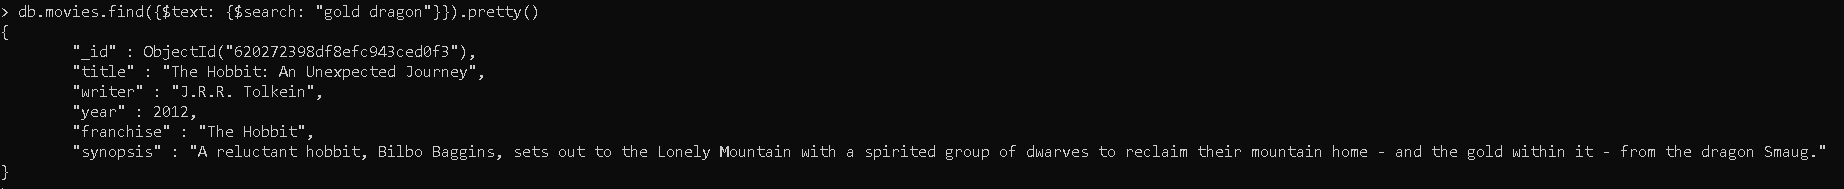 > db.movies.find({$text: {$search: "gold dragon"}}).pretty()
{
        "_id" : ObjectId("620272398df8efc943ced0f3"),
        "title" : "The Hobbit: An Unexpected Journey",
        "writer" : "J.R.R. Tolkein",
        "year" : 2012,
        "franchise" : "The Hobbit",
        "synopsis" : "A reluctant hobbit, Bilbo Baggins, sets out to the Lonely Mountain with a spirited group of dwarves to reclaim their mountain home - and the gold within it - from the dragon Smaug."
}